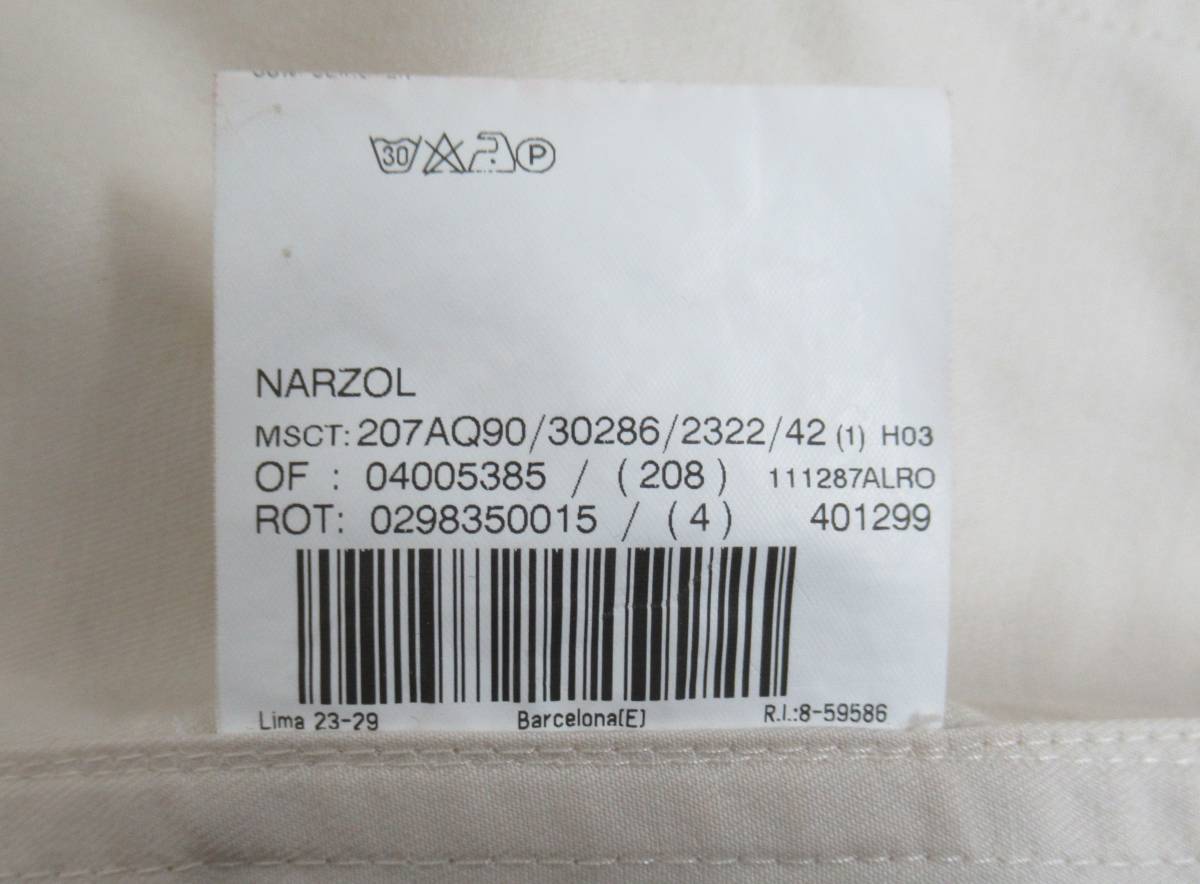 30 P
NARZOL
MSCT: 207AQ90/30286/2322/42 (1) H03
OF : 04005385 / (208) 111287ALRO
ROT: 0298350015 / (4) 401299
Lima 23-29 Barcelona(E) R.I.:8-59586